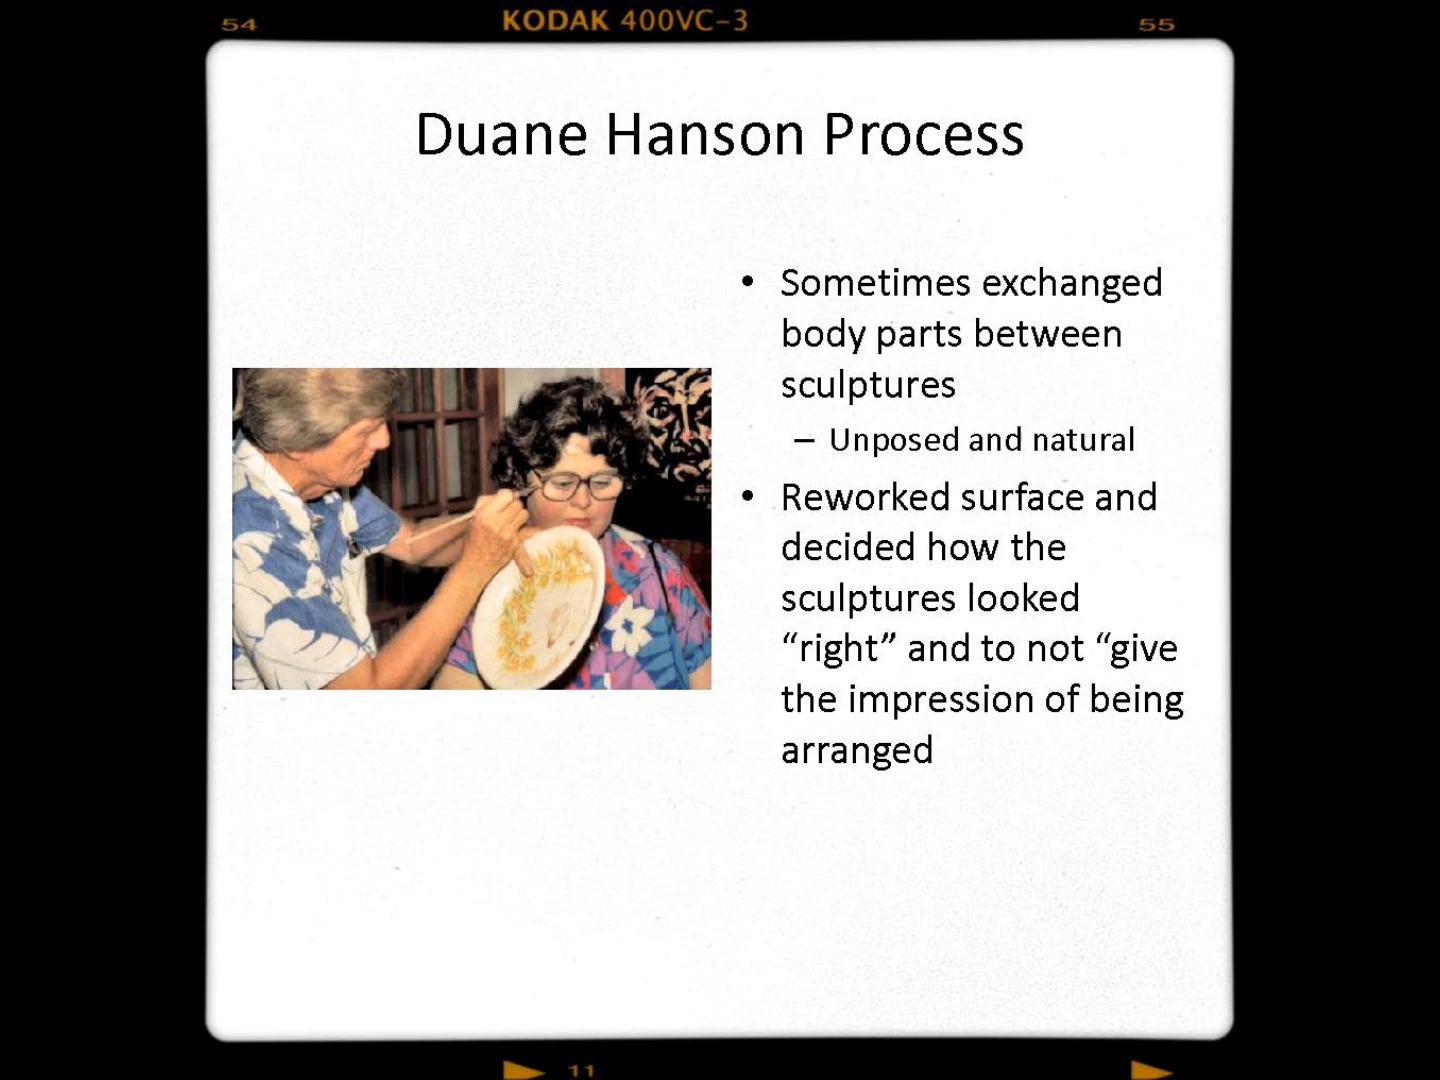 54 KODAK 400VC-3 55
Duane Hanson Process
• Sometimes exchanged
body parts between
sculptures
– Unposed and natural
• Reworked surface and
decided how the
sculptures looked
“right” and to not “give
the impression of being
arranged
11